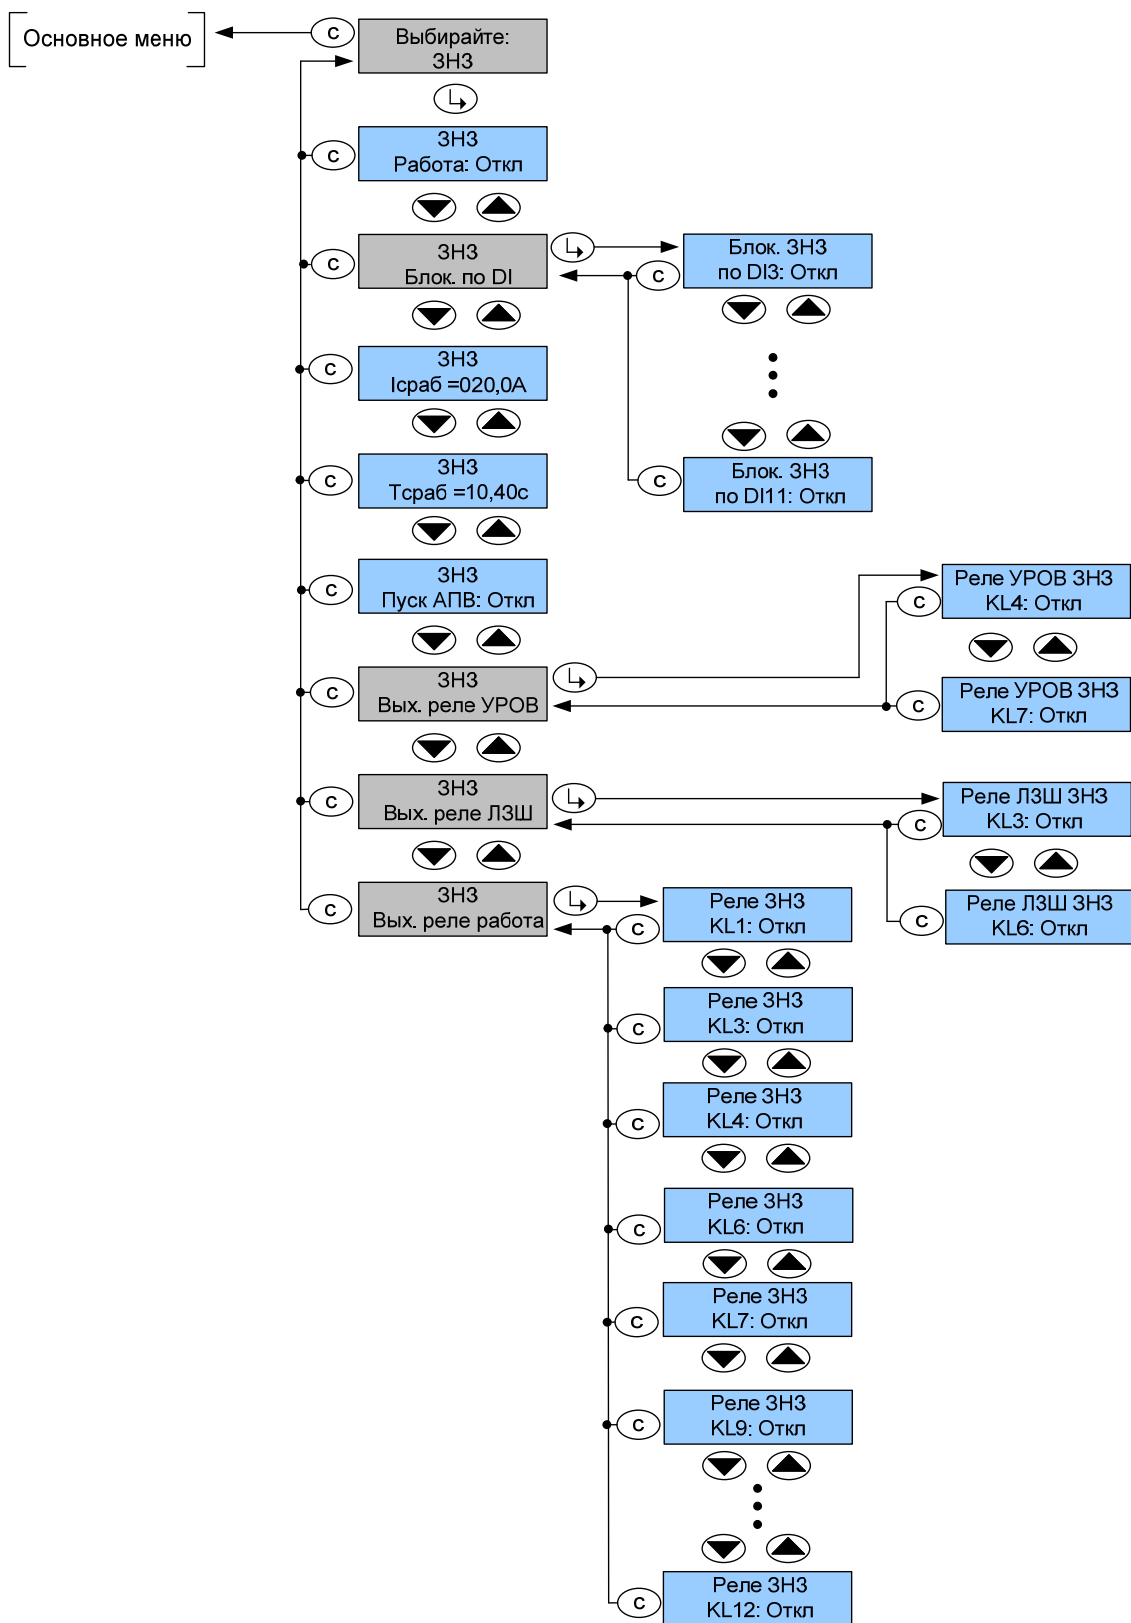 Основное меню
С
Выбирайте:
ЗНЗ
С
ЗНЗ
Работа: Откл
С
ЗНЗ
Блок. по DI
С
Блок. ЗНЗ
по DI3: Откл
С
ЗНЗ
Iсраб =020,0А
С
Блок. ЗНЗ
по DI11: Откл
С
ЗНЗ
Тсраб =10,40с
С
ЗНЗ
Пуск АПВ: Откл
С
Реле УРОВ ЗНЗ
KL4: Откл
С
ЗНЗ
Вых. реле УРОВ
С
Реле УРОВ ЗНЗ
KL7: Откл
С
ЗНЗ
Вых. реле ЛЗШ
С
Реле ЛЗШ ЗНЗ
KL3: Откл
С
Реле ЛЗШ ЗНЗ
KL6: Откл
С
ЗНЗ
Вых. реле работа
С
Реле ЗНЗ
KL1: Откл
С
Реле ЗНЗ
KL3: Откл
С
Реле ЗНЗ
KL4: Откл
С
Реле ЗНЗ
KL6: Откл
С
Реле ЗНЗ
KL7: Откл
С
Реле ЗНЗ
KL9: Откл
С
Реле ЗНЗ
KL12: Откл